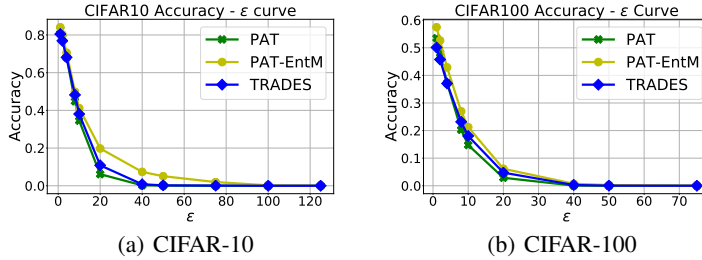 CIFAR10 Accuracy - ε curve
Accuracy
0.8
0.6
0.4
0.2
0.0
PAT
PAT-EntM
TRADES
0 20 40 60 80 100 120
ε
(a) CIFAR-10
CIFAR100 Accuracy - ε Curve
Accuracy
0.6
0.5
0.4
0.3
0.2
0.1
0.0
PAT
PAT-EntM
TRADES
0 10 20 30 40 50 60 70
ε
(b) CIFAR-100